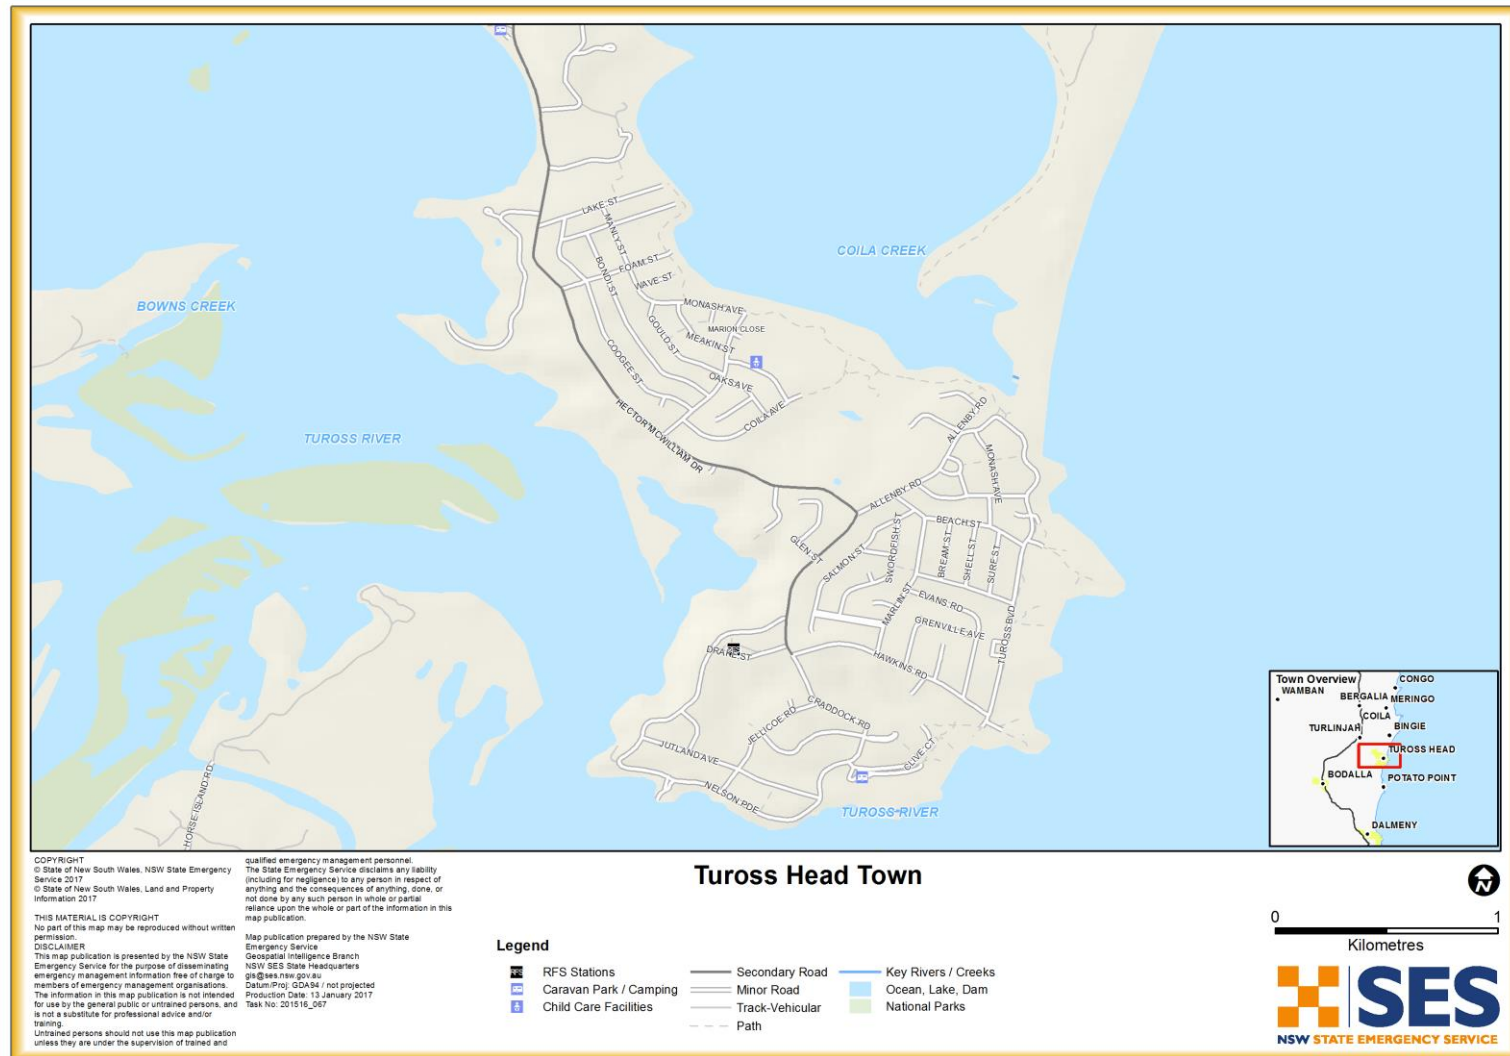 LAKE ST
MANLY ST
BONDI ST
FOAM ST
WAVE ST
COILA CREEK
BOWNS CREEK
MONASH AVE
MARION CLOSE
GOULD ST
MEAKIN ST
COOGEE ST
OAKS AVE
COILA AVE
HECTOR MCWILLIAM DR
TUROSS RIVER
ALLENBY RD
MONASH AVE
ALLENBY RD
BEACH ST
GLEN ST
SALMON ST
SWORDFISH ST
BREAM ST
SHELL ST
SURF ST
MARLIN ST
EVANS RD
GRENVILLE AVE
TUROSS BVD
RFS
DRAKE ST
HAWKINS RD
CRADDOCK RD
JELLICOE RD
JUTLAND AVE
CLIVE CT
NELSON PDE
TUROSS RIVER
HORSE ISLAND RD
Town Overview
CONGO
WAMBAN
BERGALIA
MERINGO
COILA
TURLINJAH
BINGIE
TUROSS HEAD
BODALLA
POTATO POINT
DALMENY
COPYRIGHT
© State of New South Wales, NSW State Emergency
Service 2017
© State of New South Wales, Land and Property
Information 2017
THIS MATERIAL IS COPYRIGHT
No part of this map may be reproduced without written
permission.
DISCLAIMER
This map publication is presented by the NSW State
Emergency Service for the purpose of disseminating
emergency management information free of charge to
members of emergency management organisations.
The information in this map publication is not intended
for use by the general public or untrained persons, and
is not a substitute for professional advice and/or
training.
Untrained persons should not use this map publication
unless they are under the supervision of trained and
qualified emergency management personnel.
The State Emergency Service disclaims any liability
(including for negligence) to any person in respect of
anything and the consequences of anything, done, or
not done by any such person in whole or partial
reliance upon the whole or part of the information in this
map publication.
Map publication prepared by the NSW State
Emergency Service
Geospatial Intelligence Branch
NSW SES State Headquarters
gis@ses.nsw.gov.au
Datum/Proj: GDA94 / not projected
Production Date: 13 January 2017
Task No: 201516_067
Tuross Head Town
Legend
RFS
RFS Stations
Caravan Park / Camping
Child Care Facilities
Secondary Road
Minor Road
Track-Vehicular
Path
Key Rivers / Creeks
Ocean, Lake, Dam
National Parks
N
0 1
Kilometres
SES
NSW STATE EMERGENCY SERVICE